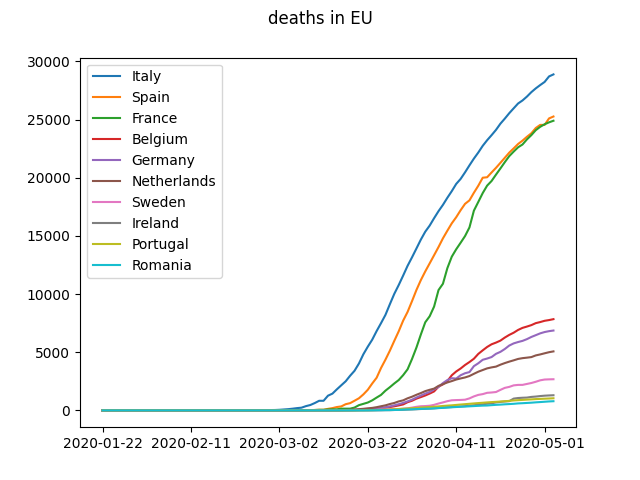 deaths in EU
30000
25000
20000
15000
10000
5000
0
Italy
Spain
France
Belgium
Germany
Netherlands
Sweden
Ireland
Portugal
Romania
2020-01-22 2020-02-11 2020-03-02 2020-03-22 2020-04-11 2020-05-01